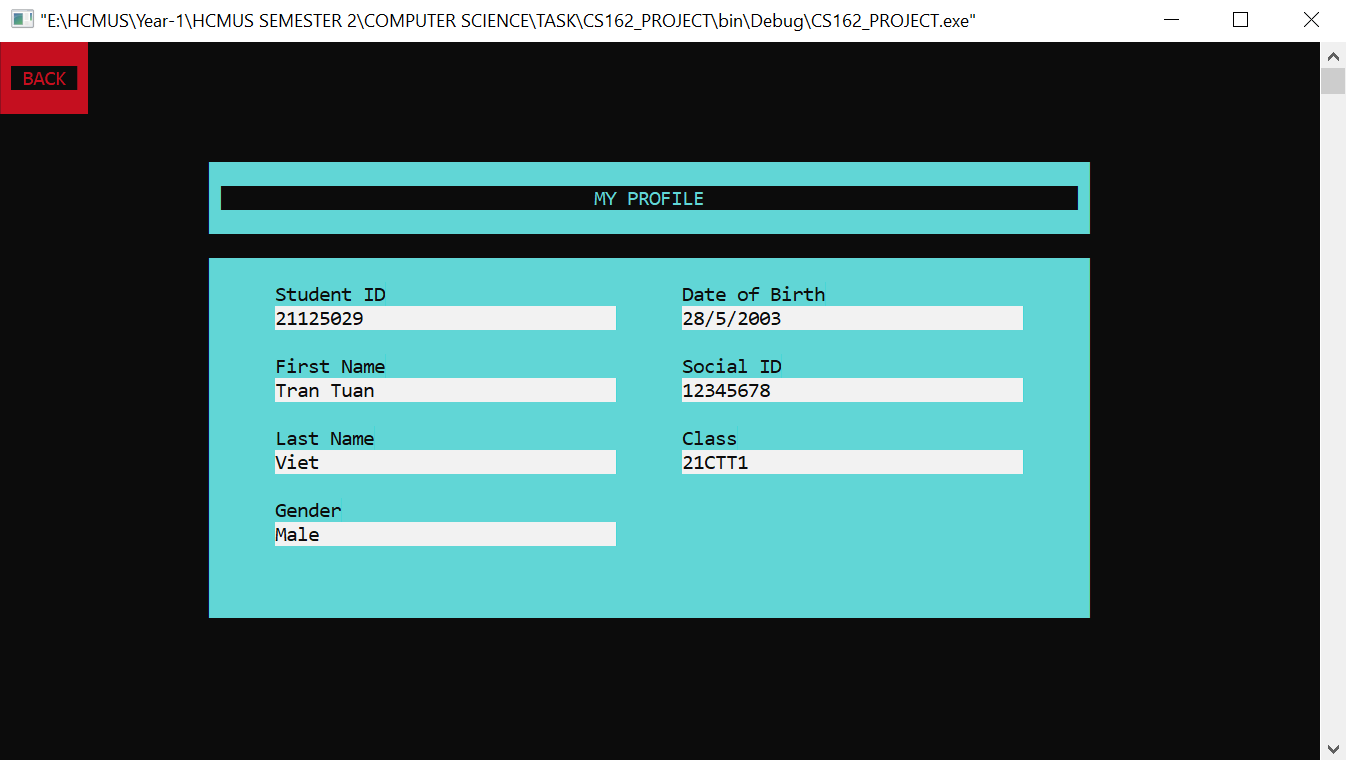 "E:\HCMUS\Year-1\HCMUS SEMESTER 2\COMPUTER SCIENCE\TASK\CS162_PROJECT\bin\Debug\CS162_PROJECT.exe"
BACK
MY PROFILE
Student ID
21125029
First Name
Tran Tuan
Last Name
Viet
Gender
Male
Date of Birth
28/5/2003
Social ID
12345678
Class
21CTT1